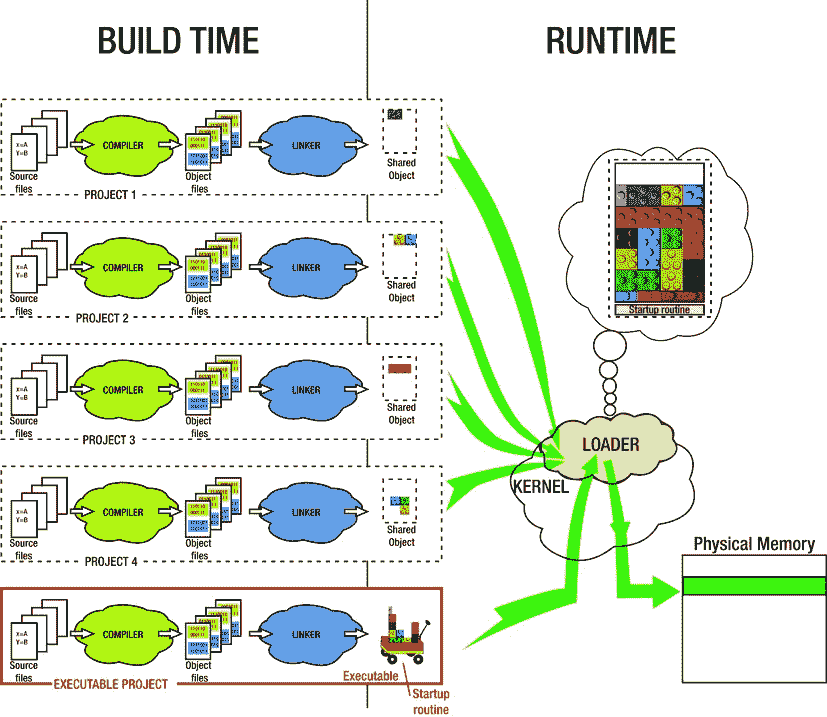 BUILD TIME
RUNTIME
x=A
Y=B
Source
files
COMPILER
Object
files
LINKER
Shared
Object
PROJECT 1
x=A
Y=B
Source
files
COMPILER
Object
files
LINKER
Shared
Object
PROJECT 2
x=A
Y=B
Source
files
COMPILER
Object
files
LINKER
Shared
Object
PROJECT 3
x=A
Y=B
Source
files
COMPILER
Object
files
LINKER
Shared
Object
PROJECT 4
x=A
Y=B
Source
files
COMPILER
Object
files
LINKER
Executable
Startup
routine
EXECUTABLE PROJECT
Startup routine
LOADER
KERNEL
Physical Memory